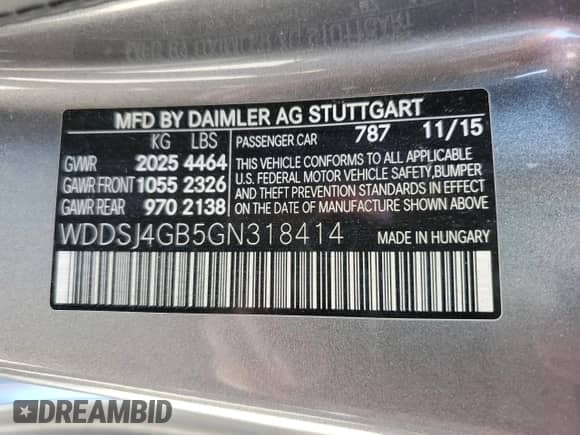 MFD BY DAIMLER AG STUTTGART
KG LBS
GVWR 2025 4464
GAWR FRONT 1055 2326
GAWR REAR 970 2138
PASSENGER CAR 787 11/15
THIS VEHICLE CONFORMS TO ALL APPLICABLE
U.S. FEDERAL MOTOR VEHICLE SAFETY, BUMPER
AND THEFT PREVENTION STANDARDS IN EFFECT
ON THE DATE OF MANUFACTURE SHOWN ABOVE
WDDSJ4GB5GN318414 MADE IN HUNGARY
DREAMBID